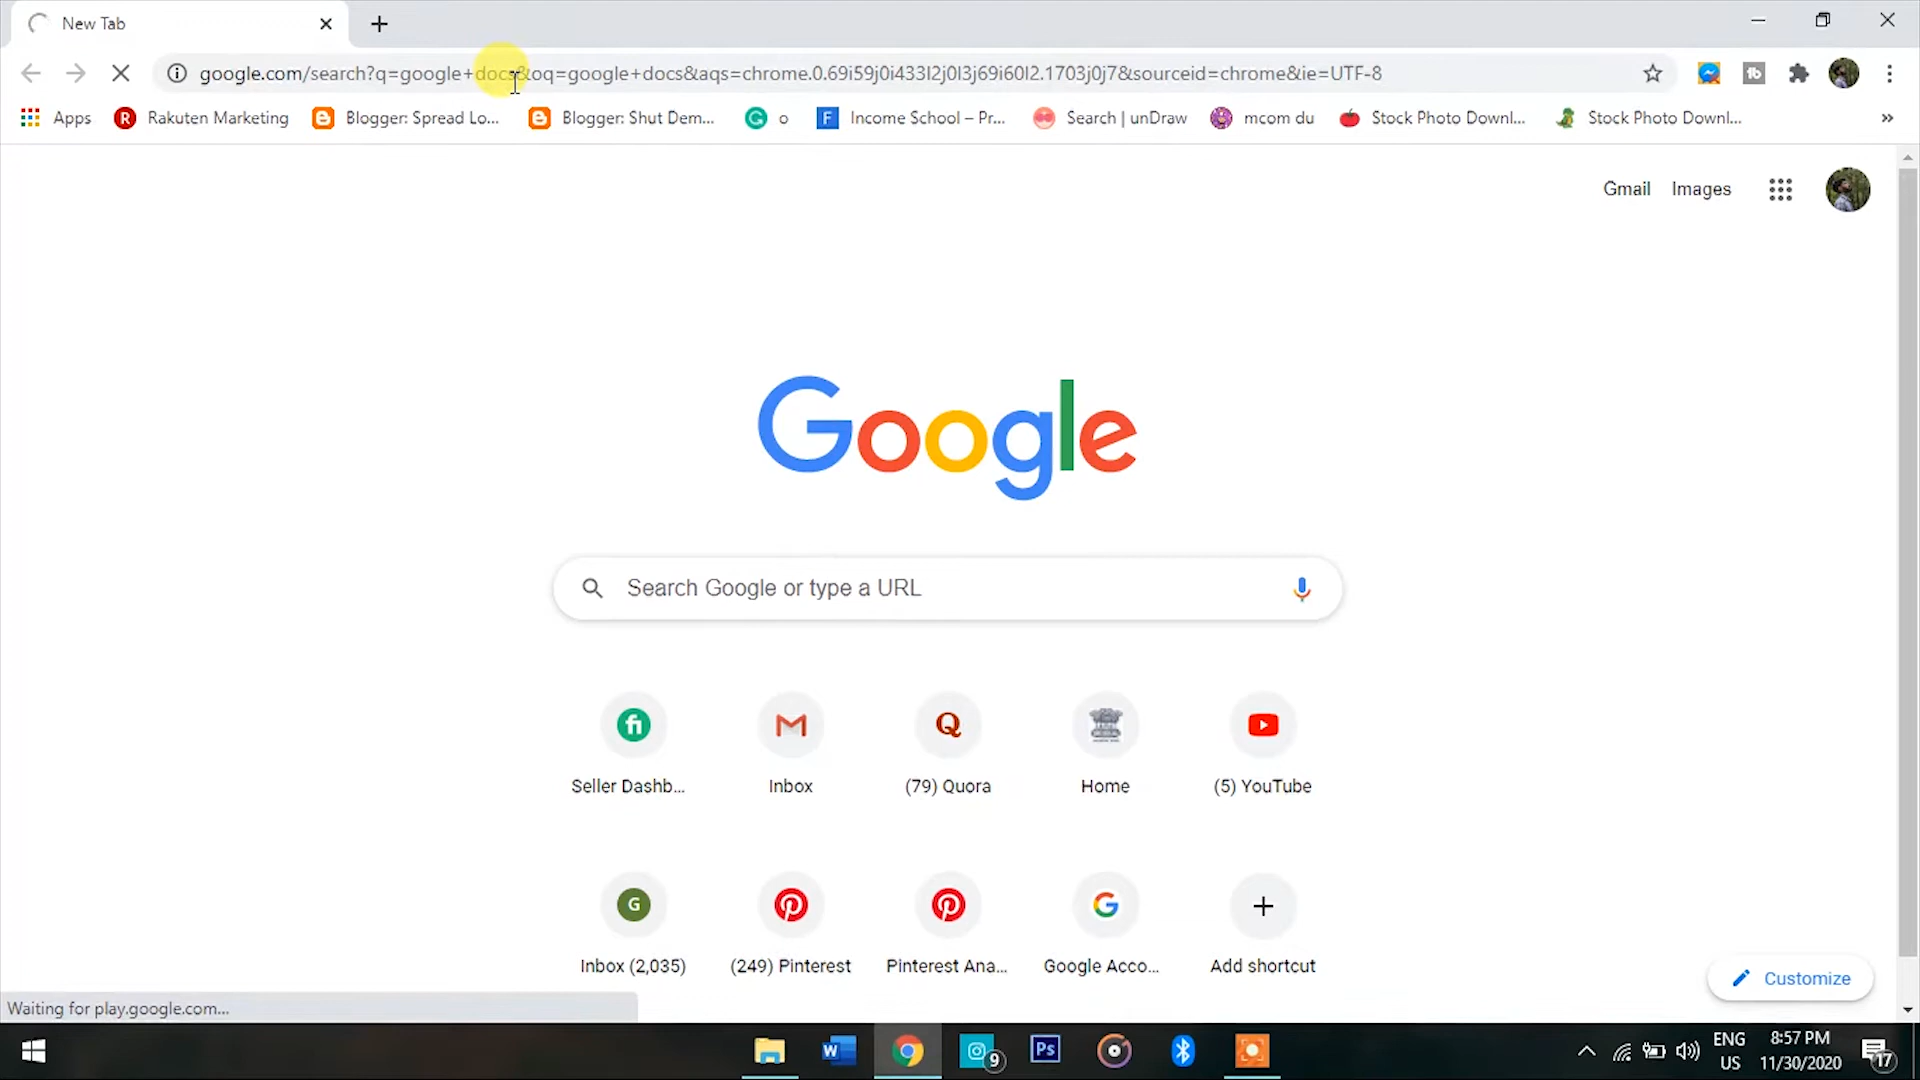 New Tab
google.com/search?q=google+docs&oq=google+docs&aqs=chrome.0.69i59j0i433l2j0l3j69i60l2.1703j0j7&sourceid=chrome&ie=UTF-8
Apps Rakuten Marketing Blogger: Spread Lo... Blogger: Shut Dem... o Income School – Pr... Search | unDraw mcom du Stock Photo Downl... Stock Photo Downl... »
Gmail Images
Google
Search Google or type a URL
Seller Dashb... Inbox (79) Quora Home (5) YouTube
Inbox (2,035) (249) Pinterest Pinterest Ana... Google Acco... Add shortcut
Customize
Waiting for play.google.com...
ENG 8:57 PM
US 11/30/2020 17
9
Ps